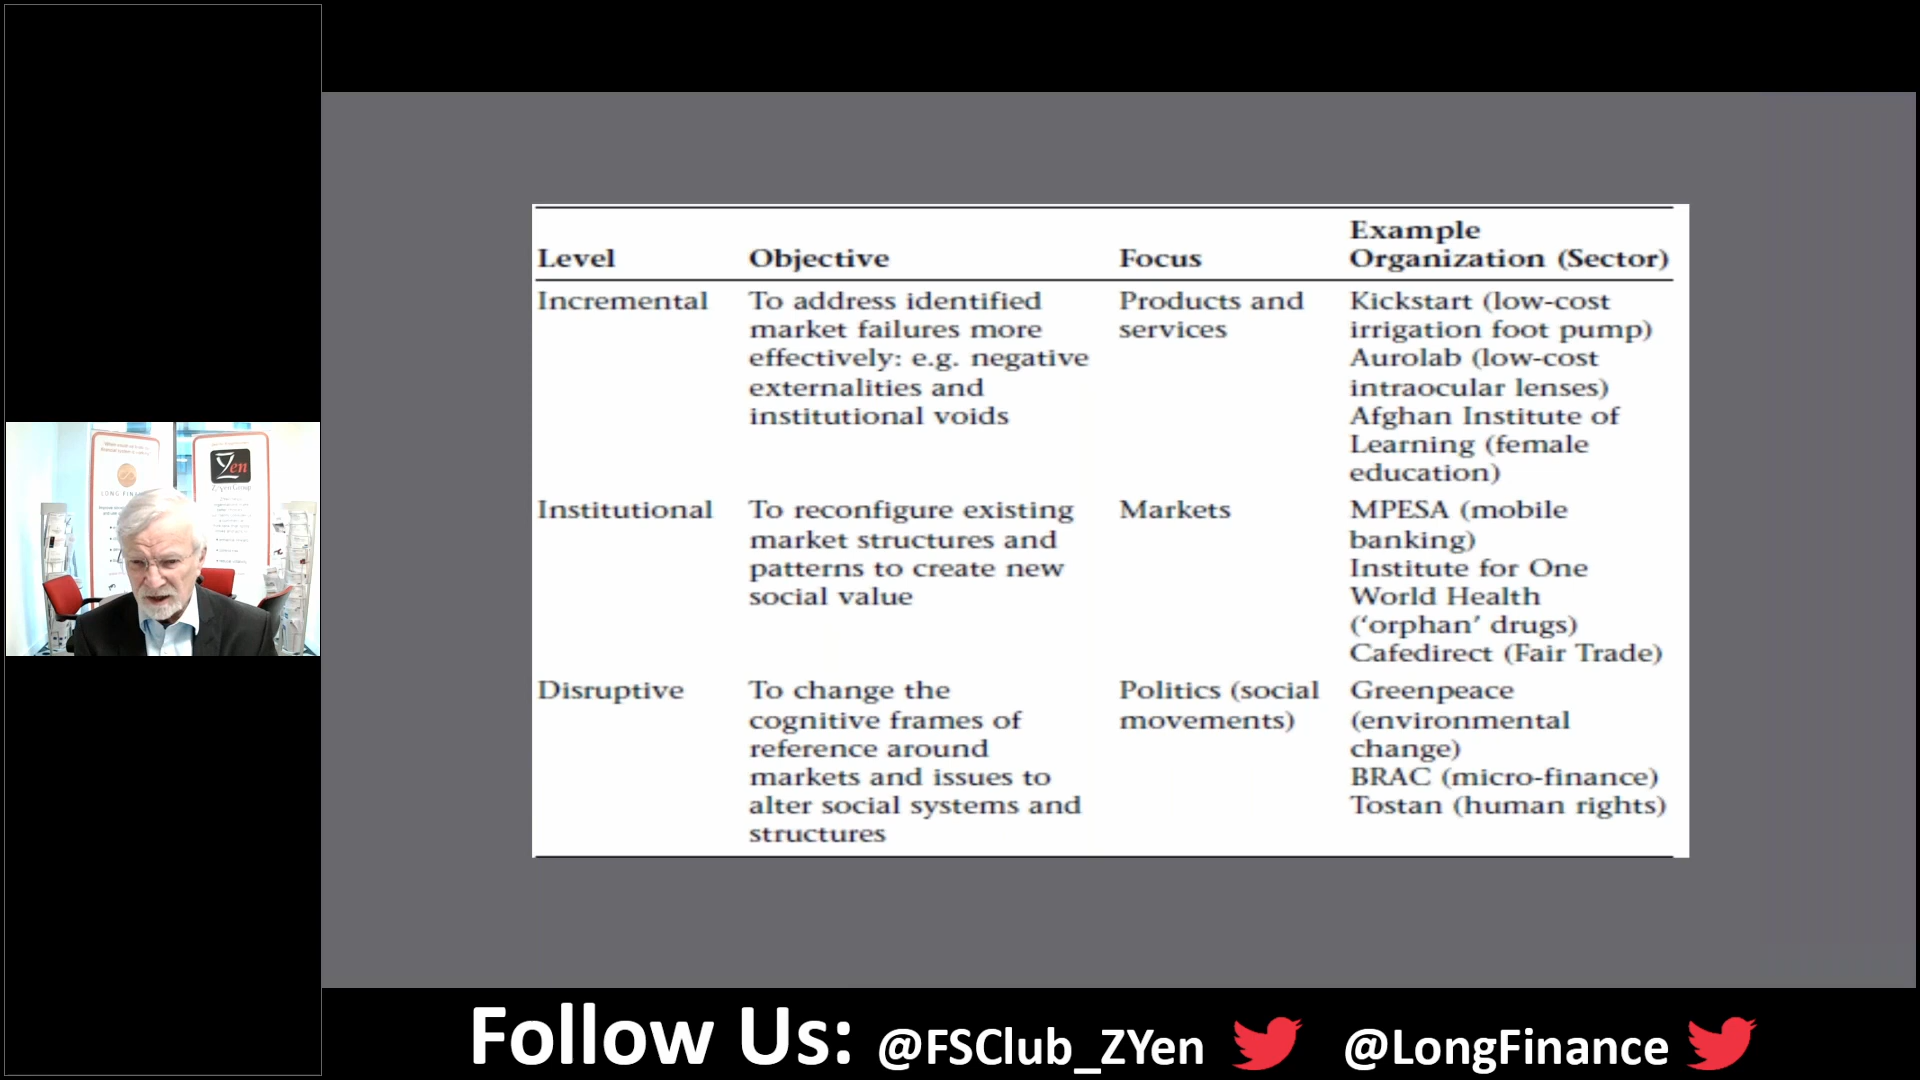 Yen
LONG FIN
Z/Yen Group
Example
Level Objective Focus Organization (Sector)
Incremental To address identified Products and Kickstart (low-cost
market failures more services irrigation foot pump)
effectively: e.g. negative Aurolab (low-cost
externalities and intraocular lenses)
institutional voids Afghan Institute of
Learning (female
education)
Institutional To reconfigure existing Markets MPESA (mobile
market structures and banking)
patterns to create new Institute for One
social value World Health
(‘orphan’ drugs)
Cafedirect (Fair Trade)
Disruptive To change the Politics (social Greenpeace
cognitive frames of movements) (environmental
reference around change)
markets and issues to BRAC (micro-finance)
alter social systems and Tostan (human rights)
structures
Follow Us: @FSClub_ZYen @LongFinance